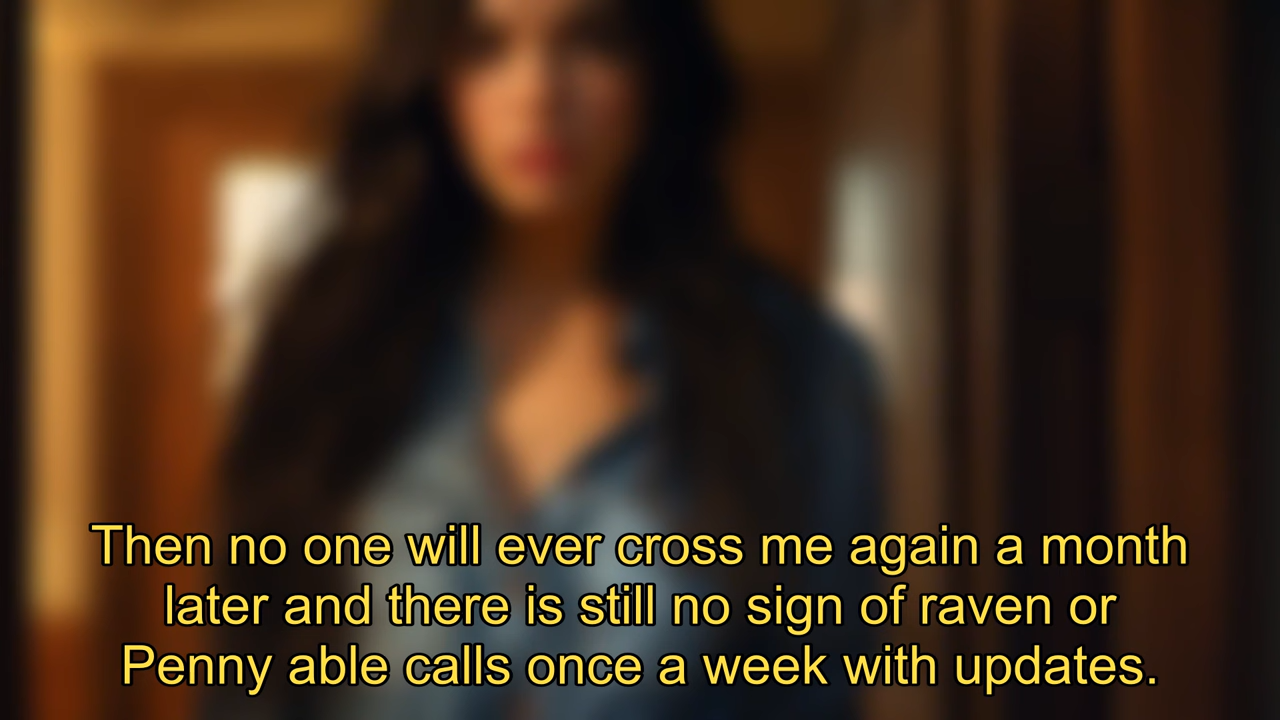 Then no one will ever cross me again a month
later and there is still no sign of raven or
Penny able calls once a week with updates.